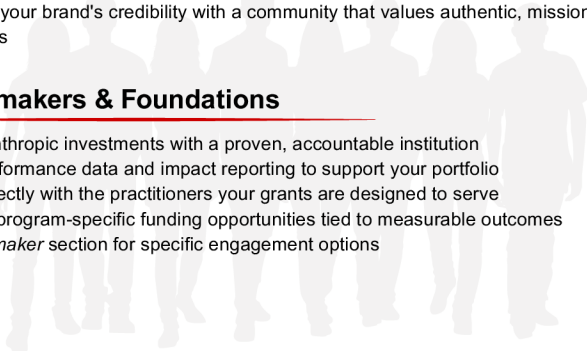 your brand's credibility with a community that values authentic, mission
s
makers & Foundations
thropic investments with a proven, accountable institution
formance data and impact reporting to support your portfolio
ectly with the practitioners your grants are designed to serve
program-specific funding opportunities tied to measurable outcomes
maker section for specific engagement options